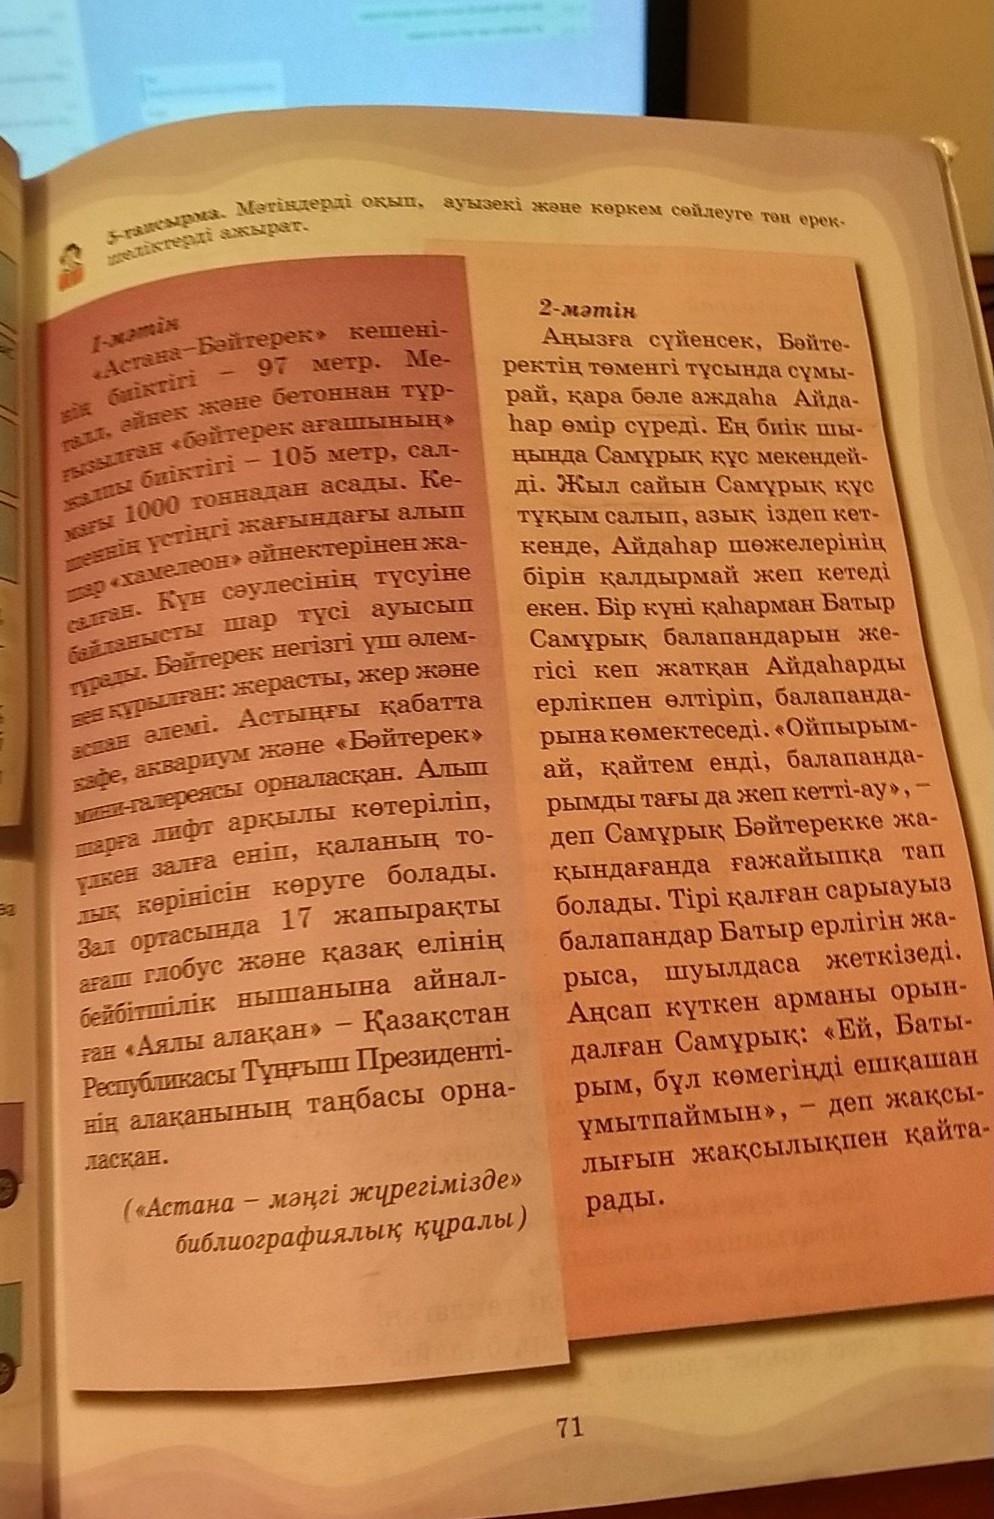 5-тапсырма. Мәтіндерді оқып, ауызекі және көркем сөйлеуге тән ерек-
шеліктерді ажырат.
1-мәтін
«Астана–Бәйтерек» кешені-
нің биіктігі – 97 метр. Ме-
талл, әйнек және бетоннан тұр-
ғызылған «бәйтерек ағашының»
жалпы биіктігі – 105 метр, сал-
мағы 1000 тоннадан асады. Ке-
шеннің үстіңгі жағындағы алып
шар «хамелеон» әйнектерінен жа-
салған. Күн сәулесінің түсуіне
байланысты шар түсі ауысып
тұрады. Бәйтерек негізгі үш әлем-
нен құрылған: жерасты, жер және
аспан әлемі. Астыңғы қабатта
кафе, аквариум және «Бәйтерек»
мини-галереясы орналасқан. Алып
шарға лифт арқылы көтеріліп,
үлкен залға еніп, қаланың то-
лық көрінісін көруге болады.
Зал ортасында 17 жапырақты
ағаш глобус және қазақ елінің
бейбітшілік нышанына айнал-
ған «Аялы алақан» – Қазақстан
Республикасы Тұңғыш Президенті-
нің алақанының таңбасы орна-
ласқан.
(«Астана – мәңгі жүрегімізде»
библиографиялық құралы)
2-мәтін
Аңызға сүйенсек, Бәйте-
ректің төменгі тұсында сұмы-
рай, қара бәле аждаһа Айда-
һар өмір сүреді. Ең биік шы-
ңында Самұрық құс мекендей-
ді. Жыл сайын Самұрық құс
тұқым салып, азық іздеп кет-
кенде, Айдаһар шөжелерінің
бірін қалдырмай жеп кетеді
екен. Бір күні қаһарман Батыр
Самұрық балапандарын же-
гісі кеп жатқан Айдаһарды
ерлікпен өлтіріп, балапанда-
рына көмектеседі. «Ойпырым-
ай, қайтем енді, балапанда-
рымды тағы да жеп кетті-ау», –
деп Самұрық Бәйтерекке жа-
қындағанда ғажайыпқа тап
болады. Тірі қалған сарыауыз
балапандар Батыр ерлігін жа-
рыса, шуылдаса жеткізеді.
Аңсап күткен арманы орын-
далған Самұрық: «Ей, Баты-
рым, бұл көмегіңді ешқашан
ұмытпаймын», – деп жақсы-
лығын жақсылықпен қайта-
рады.
71